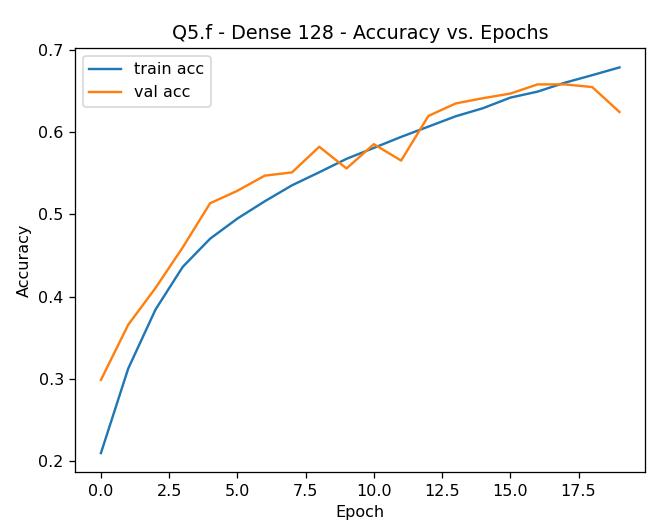 Q5.f - Dense 128 - Accuracy vs. Epochs
train acc
val acc
0.7
0.6
0.5
0.4
0.3
0.2
Accuracy
0.0 2.5 5.0 7.5 10.0 12.5 15.0 17.5
Epoch